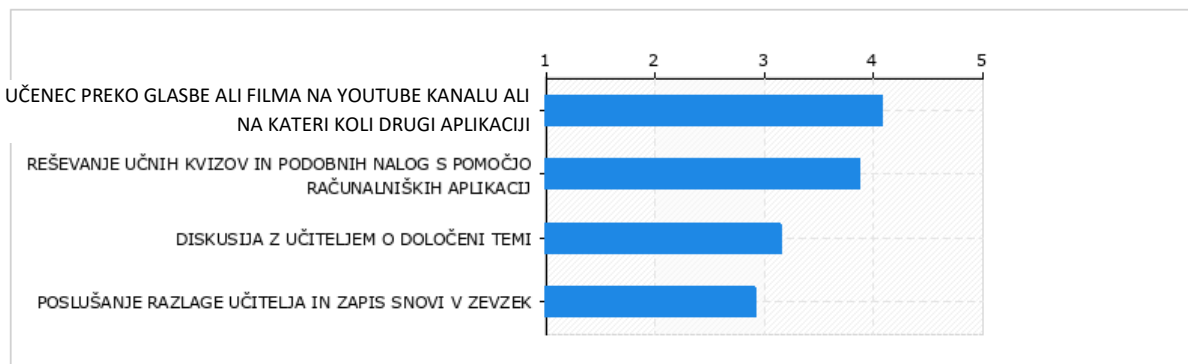 1 2 3 4 5
UČENEC PREKO GLASBE ALI FILMA NA YOUTUBE KANALU ALI
NA KATERI KOLI DRUGI APLIKACIJI
REŠEVANJE UČNIH KVIZOV IN PODOBNIH NALOG S POMOČJO
RAČUNALNIŠKIH APLIKACIJ
DISKUSIJA Z UČITELJEM O DOLOČENI TEMI
POSLUŠANJE RAZLAGE UČITELJA IN ZAPIS SNOVI V ZEVZEK